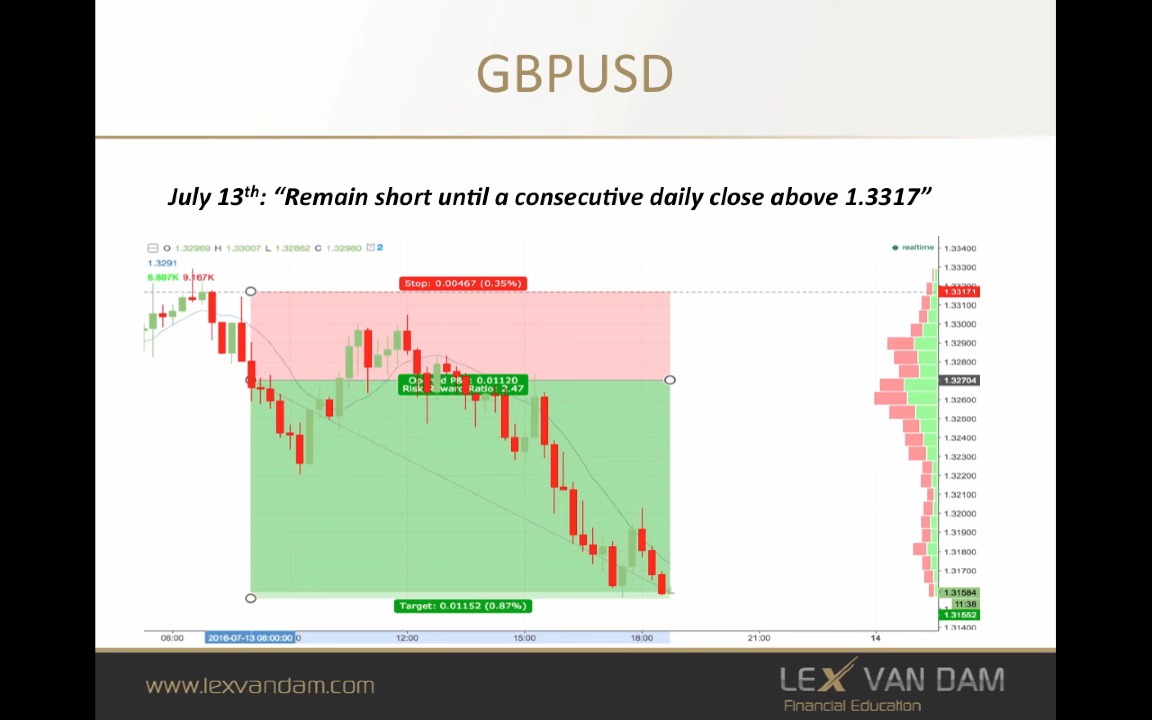 GBPUSD
July 13th: “Remain short until a consecutive daily close above 1.3317”
O 1.32969 H 1.33007 L 1.32862 C 1.32980 2
realtime
1.3291
6.897K 9.167K
Stop: 0.00467 (0.35%)
Risk/Reward Ratio: 2.47
Target: 0.01152 (0.87%)
1.33400
1.33300
1.33171
1.33100
1.33000
1.32900
1.32800
1.32704
1.32600
1.32500
1.32400
1.32300
1.32200
1.32100
1.32000
1.31900
1.31800
1.31700
1.31584
11:38
1.31552
1.31400
06:00
2016-07-13 08:00:00
12:00
15:00
18:00
21:00
14
www.lexvandam.com
LEX VAN DAM
Financial Education